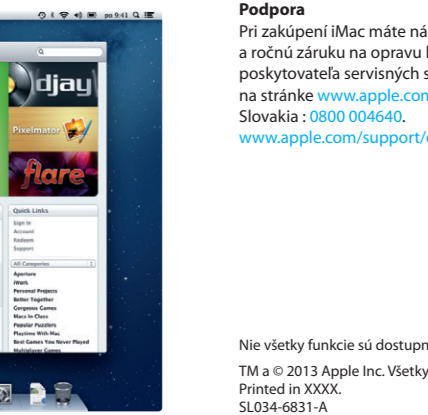 po 9:41
djay
Pixelmator
flare
Quick Links
Sign In
Account
Redeem
Support
All Categories
Aperture
iWork
Personal Projects
Better Together
Gorgeous Games
Macs In Class
Popular Puzzlers
Playtime With Mac
Best Games You Never Played
Multiplayer Games
Podpora
Pri zakúpení iMac máte ná
a ročnú záruku na opravu
poskytovateľa servisných s
na stránke www.apple.com
Slovakia : 0800 004640.
www.apple.com/support/
Nie všetky funkcie sú dostupn
TM a © 2013 Apple Inc. Všetky
Printed in XXXX.
SL034-6831-A